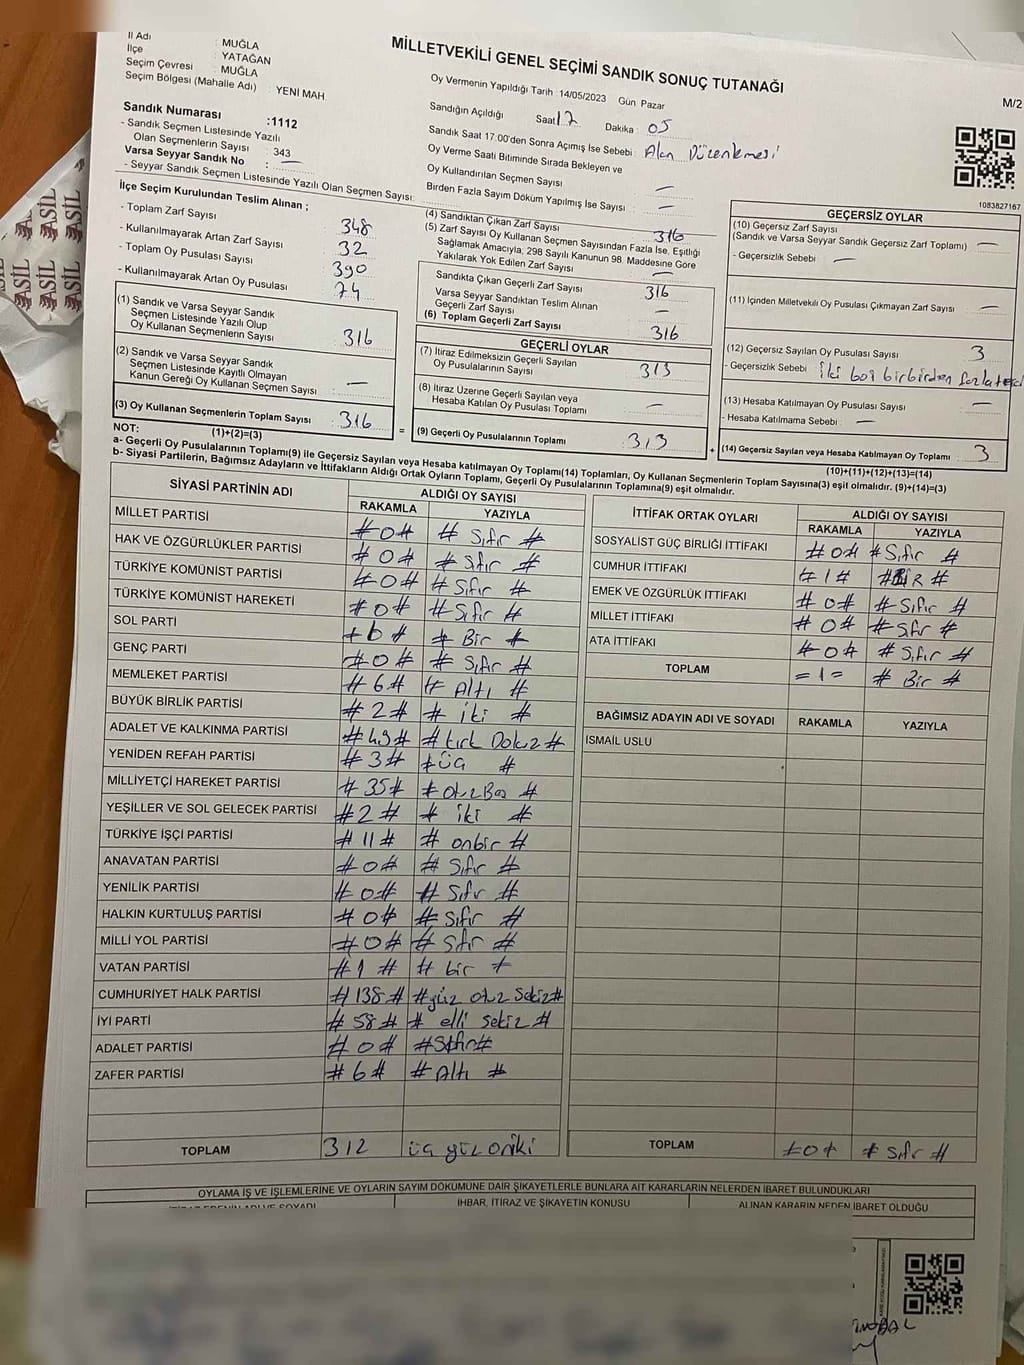 İl Adı : MUĞLA
İlçe : YATAĞAN
Seçim Çevresi : MUĞLA
Seçim Bölgesi (Mahalle Adı) : YENİ MAH
MİLLETVEKİLİ GENEL SEÇİMİ SANDIK SONUÇ TUTANAĞI
M/2
Oy Vermenin Yapıldığı Tarih : 14/05/2023 Gün Pazar
Sandığın Açıldığı Saat 17 Dakika : 05
Sandık Saat 17:00'den Sonra Açımış İse Sebebi : Alan Düzenlemesi
Oy Verme Saati Bitiminde Sırada Bekleyen ve
Oy Kullandırılan Seçmen Sayısı —
Birden Fazla Sayım Döküm Yapılmış İse Sayısı —
Sandık Numarası :1112
- Sandık Seçmen Listesinde Yazılı
Olan Seçmenlerin Sayısı : 343
Varsa Seyyar Sandık No : —
- Seyyar Sandık Seçmen Listesinde Yazılı Olan Seçmen Sayısı:
İlçe Seçim Kurulundan Teslim Alınan ;
- Toplam Zarf Sayısı : 348
- Kullanılmayarak Artan Zarf Sayısı : 32
- Toplam Oy Pusulası Sayısı : 390
- Kullanılmayarak Artan Oy Pusulası : 74
(1) Sandık ve Varsa Seyyar Sandık
Seçmen Listesinde Yazılı Olup
Oy Kullanan Seçmenlerin Sayısı : 316
(2) Sandık ve Varsa Seyyar Sandık
Seçmen Listesinde Kayıtlı Olmayan
Kanun Gereği Oy Kullanan Seçmen Sayısı : —
(3) Oy Kullanan Seçmenlerin Toplam Sayısı : 316
(1)+(2)=(3)
(4) Sandıktan Çıkan Zarf Sayısı 316
(5) Zarf Sayısı Oy Kullanan Seçmen Sayısından Fazla İse, Eşitliği
Sağlamak Amacıyla, 298 Sayılı Kanunun 98. Maddesine Göre
Yakılarak Yok Edilen Zarf Sayısı —
Sandıkta Çıkan Geçerli Zarf Sayısı 316
Varsa Seyyar Sandıktan Teslim Alınan
Geçerli Zarf Sayısı —
(6) Toplam Geçerli Zarf Sayısı 316
GEÇERLİ OYLAR
(7) İtiraz Edilmeksizin Geçerli Sayılan
Oy Pusulalarının Sayısı : 313
(8) İtiraz Üzerine Geçerli Sayılan veya
Hesaba Katılan Oy Pusulası Toplamı : —
= (9) Geçerli Oy Pusulalarının Toplamı : 313 +
1083827167
GEÇERSİZ OYLAR
(10) Geçersiz Zarf Sayısı
(Sandık ve Varsa Seyyar Sandık Geçersiz Zarf Toplamı) —
- Geçersizlik Sebebi : —
(11) İçinden Milletvekili Oy Pusulası Çıkmayan Zarf Sayısı : —
(12) Geçersiz Sayılan Oy Pusulası Sayısı : 3
- Geçersizlik Sebebi : iki boş birbirden fazla
(13) Hesaba Katılmayan Oy Pusulası Sayısı : —
- Hesaba Katılmama Sebebi : —
(14) Geçersiz Sayılan veya Hesaba Katılmayan Oy Toplamı : 3
(10)+(11)+(12)+(13)=(14)
NOT:
a- Geçerli Oy Pusulalarının Toplamı(9) ile Geçersiz Sayılan veya Hesaba katılmayan Oy Toplamı(14) Toplamları, Oy Kullanan Seçmenlerin Toplam Sayısına(3) eşit olmalıdır. (9)+(14)=(3)
b- Siyasi Partilerin, Bağımsız Adayların ve İttifakların Aldığı Ortak Oyların Toplamı, Geçerli Oy Pusulalarının Toplamına(9) eşit olmalıdır.
SİYASİ PARTİNİN ADI ALDIĞI OY SAYISI
RAKAMLA YAZIYLA
MİLLET PARTİSİ #0# # Sıfır #
HAK VE ÖZGÜRLÜKLER PARTİSİ #0# # Sıfır #
TÜRKİYE KOMÜNİST PARTİSİ #0# # Sıfır #
TÜRKİYE KOMÜNİST HAREKETİ #0# # Sıfır #
SOL PARTİ # Bir #
GENÇ PARTİ #0# # Sıfır #
MEMLEKET PARTİSİ #6# # Altı #
BÜYÜK BİRLİK PARTİSİ #2# # iki #
ADALET VE KALKINMA PARTİSİ #49# # kırk Dokuz #
YENİDEN REFAH PARTİSİ #3# # üç #
MİLLİYETÇİ HAREKET PARTİSİ #35# # otuz Beş #
YEŞİLLER VE SOL GELECEK PARTİSİ #2# # iki #
TÜRKİYE İŞÇİ PARTİSİ #11# # onbir #
ANAVATAN PARTİSİ #0# # Sıfır #
YENİLİK PARTİSİ #0# # Sıfır #
HALKIN KURTULUŞ PARTİSİ #0# # Sıfır #
MİLLİ YOL PARTİSİ #0# # Sıfır #
VATAN PARTİSİ #1# # bir #
CUMHURİYET HALK PARTİSİ #138# #yüz otuz sekiz#
İYİ PARTİ #58# # elli sekiz #
ADALET PARTİSİ #0# #Sıfır#
ZAFER PARTİSİ #6# # Altı #
TOPLAM 312 üç yüz oniki
İTTİFAK ORTAK OYLARI ALDIĞI OY SAYISI
RAKAMLA YAZIYLA
SOSYALİST GÜÇ BİRLİĞİ İTTİFAKI #0# #Sıfır #
CUMHUR İTTİFAKI #1# #BİR #
EMEK VE ÖZGÜRLÜK İTTİFAKI #0# # Sıfır #
MİLLET İTTİFAKI #0# # Sıfır #
ATA İTTİFAKI #0# # Sıfır #
TOPLAM =1= # Bir #
BAĞIMSIZ ADAYIN ADI VE SOYADI RAKAMLA YAZIYLA
İSMAİL USLU
TOPLAM #0# # Sıfır #
OYLAMA İŞ VE İŞLEMLERİNE VE OYLARIN SAYIM DÖKÜMÜNE DAİR ŞİKAYETLERLE BUNLARA AİT KARARLARIN NELERDEN İBARET BULUNDUKLARI
İHBAR, İTİRAZ VE ŞİKAYETİN KONUSU ALINAN KARARIN NEDEN İBARET OLDUĞU
ASİL
ASİL
ASİL
ASİL